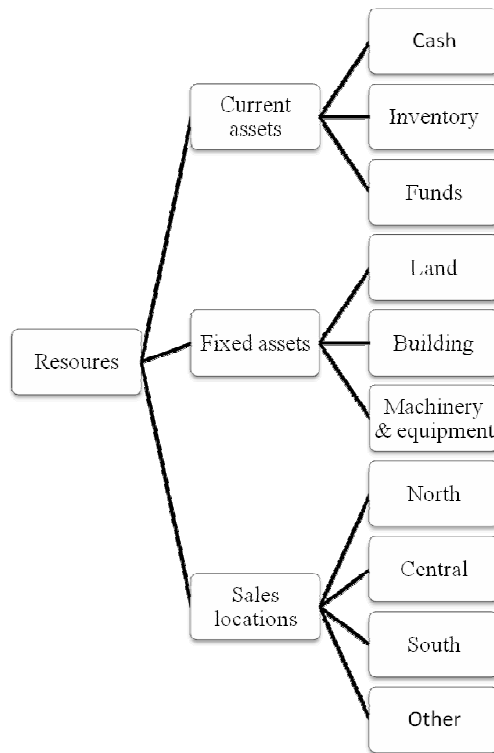 Resoures
Current
assets
Cash
Inventory
Funds
Fixed assets
Land
Building
Machinery
& equipment
Sales
locations
North
Central
South
Other